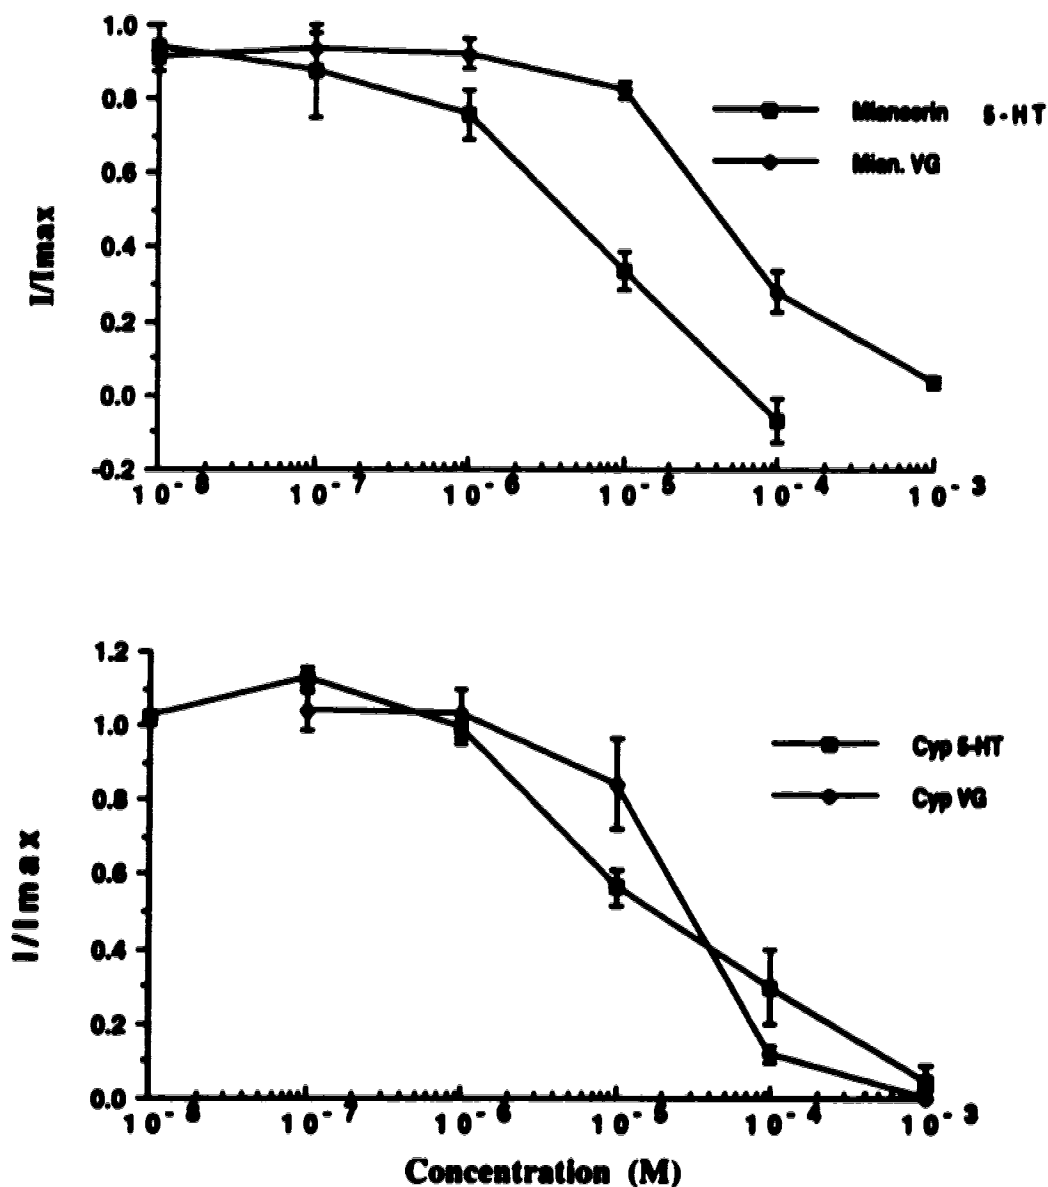 1.0
0.8
0.6
0.4
0.2
0.0
-0.2
I/Imax
Mianserin 5-HT
Mian. VG
10-8 10-7 10-6 10-5 10-4 10-3
1.2
1.0
0.8
0.6
0.4
0.2
0.0
I/Imax
Cyp 5-HT
Cyp VG
10-8 10-7 10-6 10-5 10-4 10-3
Concentration (M)